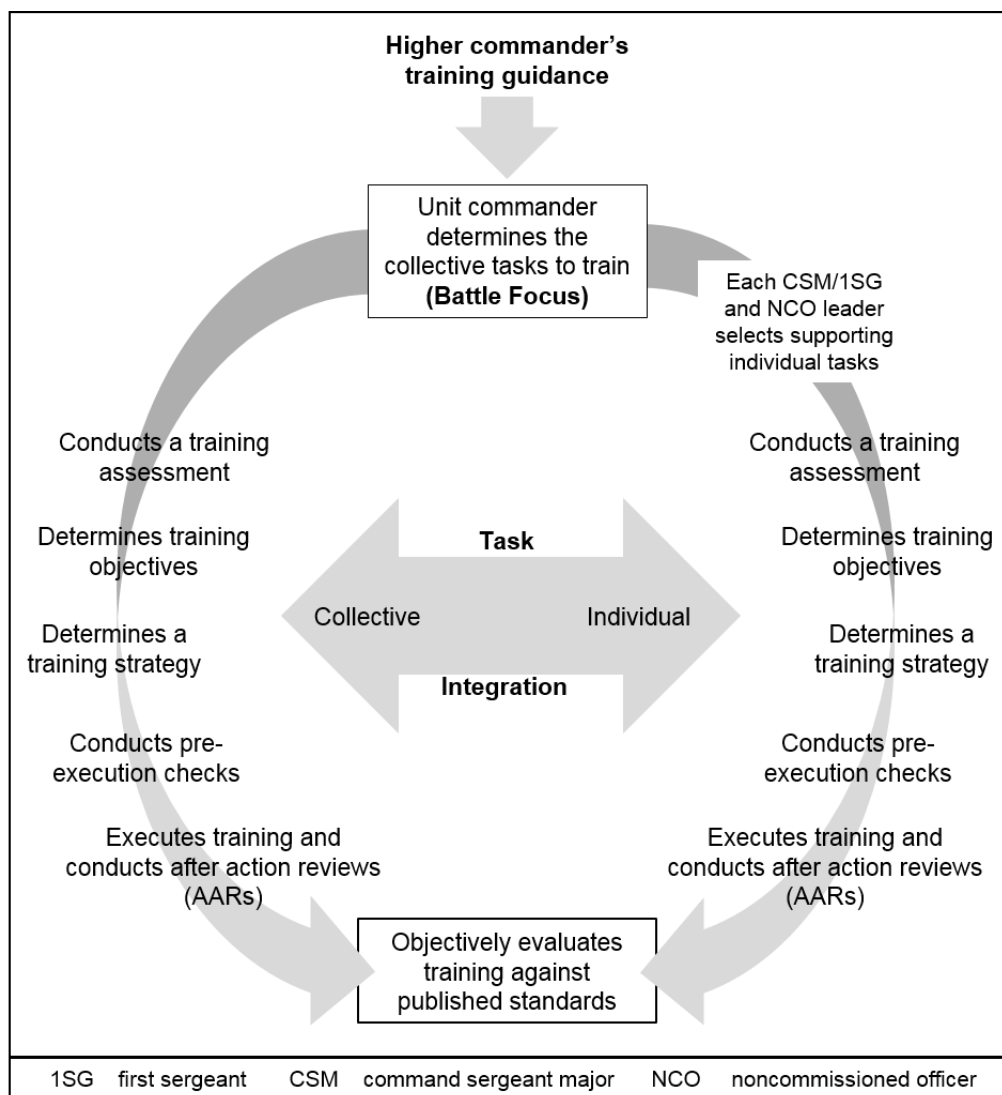 Higher commander's
training guidance
Unit commander
determines the
collective tasks to train
(Battle Focus)
Each CSM/1SG
and NCO leader
selects supporting
individual tasks
Conducts a training
assessment
Determines training
objectives
Determines a
training strategy
Conducts pre-
execution checks
Executes training and
conducts after action reviews
(AARs)
Task
Collective
Individual
Integration
Conducts a training
assessment
Determines training
objectives
Determines a
training strategy
Conducts pre-
execution checks
Executes training and
conducts after action reviews
(AARs)
Objectively evaluates
training against
published standards
1SG first sergeant CSM command sergeant major NCO noncommissioned officer